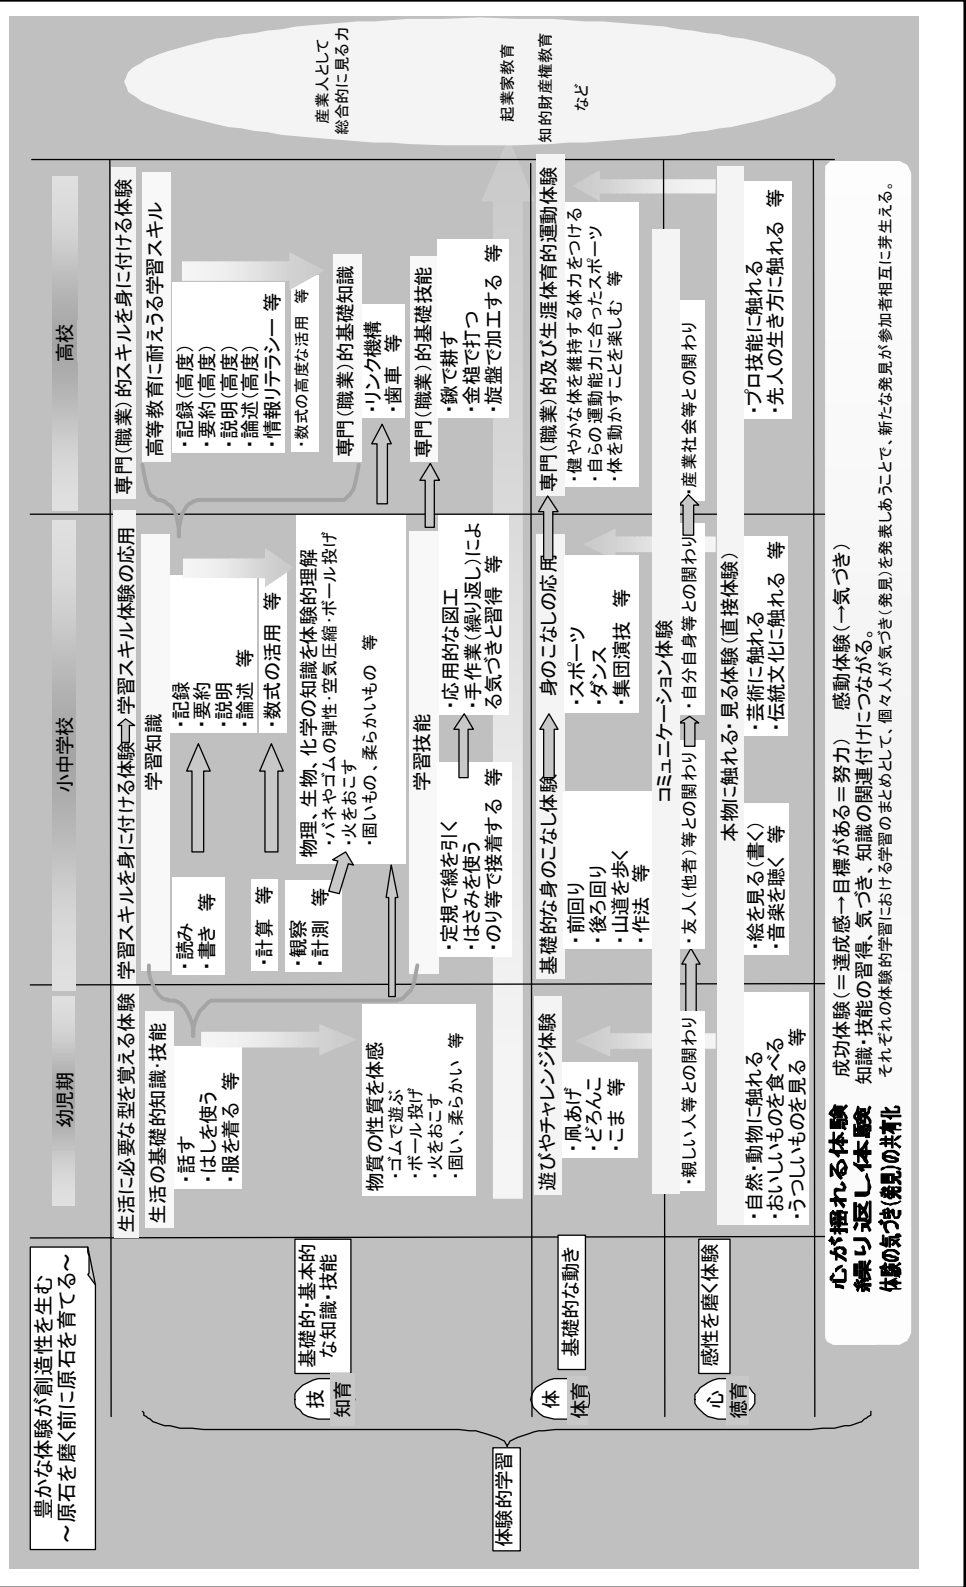 豊かな体験が創造性を生む
～原石を磨く前に原石を育てる～
幼児期
小中学校
高校
体験的学習
技
知育
基礎的・基本的
な知識・技能
体
体育
基礎的な動き
心
徳育
感性を磨く体験
生活に必要な型を覚える体験
生活の基礎的知識・技能
・話す
・はしを使う
・服を着る 等
物質の性質を体感
・ゴムで遊ぶ
・ボール投げ
・火をおこす
・固い、柔らかい 等
学習スキルを身に付ける体験⇨学習スキル体験の応用
学習知識
・読み
・書き 等
・計算 等
・観察
・計測 等
・記録
・要約
・説明
・論述 等
・数式の活用 等
物理、生物、化学の知識を体験的理解
・バネやゴムの弾性・空気圧縮・ボール投げ
・火をおこす
・固いもの、柔らかいもの 等
学習技能
・定規で線を引く
・はさみを使う
・のり等で接着する 等
・応用的な図工
・手作業(繰り返し)によ
る気づきと習得 等
専門(職業)的スキルを身に付ける体験
高等教育に耐えうる学習スキル
・記録(高度)
・要約(高度)
・説明(高度)
・論述(高度)
・情報リテラシー 等
・数式の高度な活用 等
専門(職業)的基礎知識
・リンク機構
・歯車 等
専門(職業)的基礎技能
・鍬で耕す
・金槌で打つ
・旋盤で加工する 等
遊びやチャレンジ体験
・凧あげ
・どろんこ
・こま 等
基礎的な身のこなし体験
・前回り
・後ろ回り
・山道を歩く
・作法 等
身のこなしの応用
・スポーツ
・ダンス
・集団演技 等
専門(職業)的及び生涯体育的運動体験
・健やかな体を維持する体力をつける
・自らの運動能力に合ったスポーツ
・体を動かすことを楽しむ 等
コミュニケーション体験
・親しい人等との関わり
・友人(他者)等との関わり
・自分自身等との関わり
・産業社会等との関わり
本物に触れる・見る体験(直接体験)
・自然・動物に触れる
・おいしいものを食べる
・うつしいものを見る 等
・絵を見る(書く)
・音楽を聴く 等
・芸術に触れる
・伝統文化に触れる 等
・プロ技能に触れる
・先人の生き方に触れる 等
産業人として
総合的に見る力
起業家教育
知的財産権教育
など
心が揺れる体験 成功体験(＝達成感→目標がある＝努力) 感動体験(→気づき)
繰り返し体験 知識・技能の習得、気づき、知識の関連付けにつながる。
体験の気づき(発見)の共有化 それぞれの体験的学習における学習のまとめとして、個々人が気づき(発見)を発表しあうことで、新たな発見が参加者相互に芽生える。